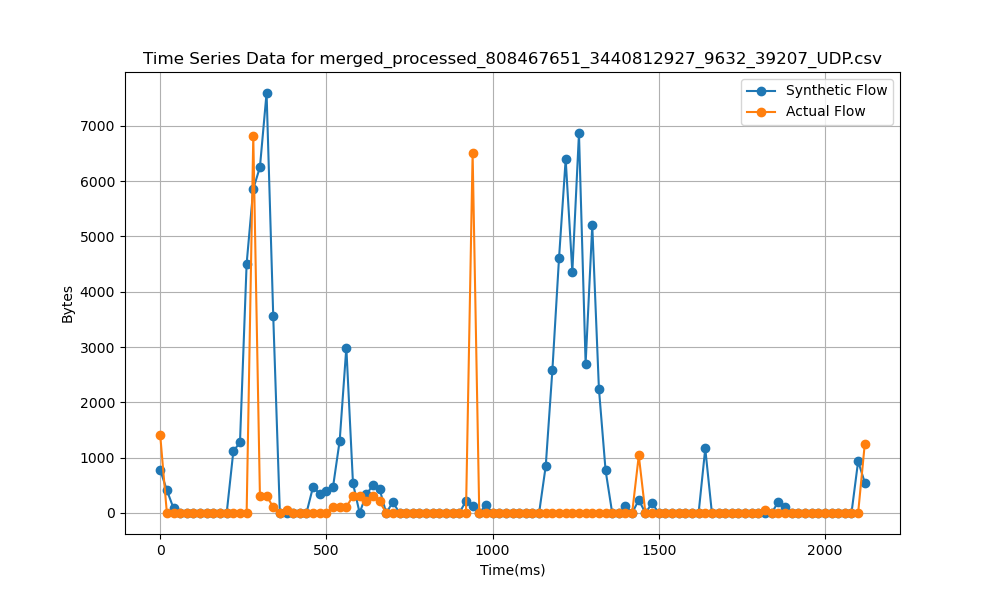 Time Series Data for merged_processed_808467651_3440812927_9632_39207_UDP.csv
Synthetic Flow
Actual Flow
7000
6000
5000
4000
3000
2000
1000
0
Bytes
0 500 1000 1500 2000
Time(ms)